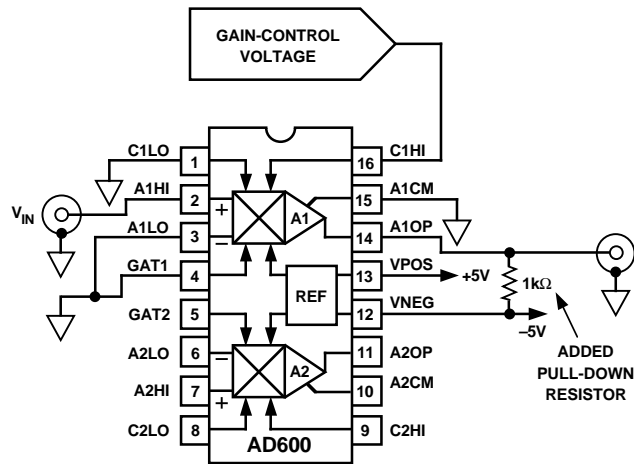 GAIN-CONTROL
VOLTAGE
C1LO
1
16
C1HI
A1HI
2
15
A1CM
V_IN
+
A1
A1LO
3
–
14
A1OP
GAT1
4
13
VPOS
+5V
1kΩ
REF
GAT2
5
12
VNEG
–5V
A2LO
6
–
11
A2OP
A2
A2HI
7
+
10
A2CM
C2LO
8
9
C2HI
AD600
ADDED
PULL-DOWN
RESISTOR